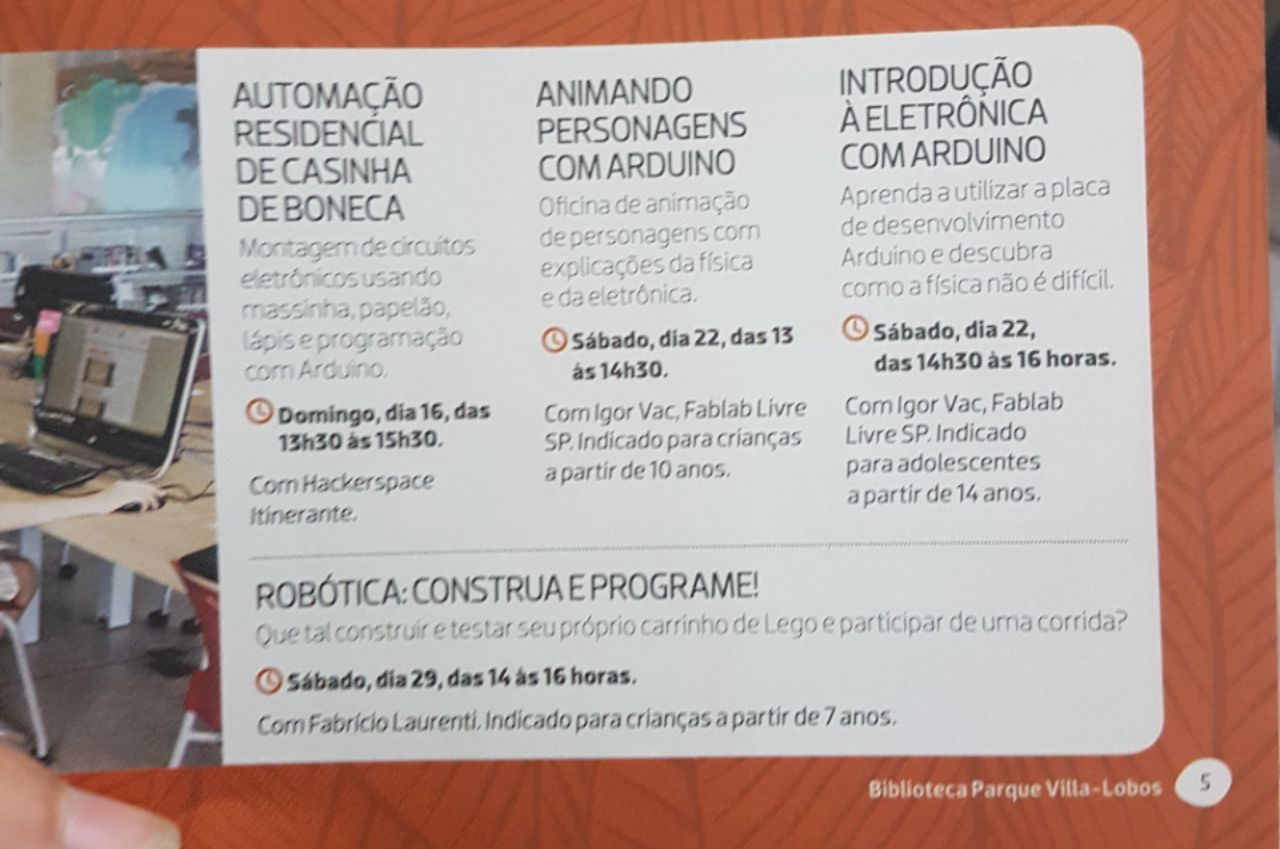 AUTOMAÇÃO
RESIDENCIAL
DE CASINHA
DE BONECA
Montagem de circuitos
eletrônicos usando
massinha, papelão,
lápis e programação
com Arduino.
Domingo, dia 16, das
13h30 às 15h30.
Com Hackerspace
Itinerante.
ANIMANDO
PERSONAGENS
COM ARDUINO
Oficina de animação
de personagens com
explicações da física
e da eletrônica.
Sábado, dia 22, das 13
às 14h30.
Com Igor Vac, Fablab Livre
SP. Indicado para crianças
a partir de 10 anos.
INTRODUÇÃO
À ELETRÔNICA
COM ARDUINO
Aprenda a utilizar a placa
de desenvolvimento
Arduino e descubra
como a física não é difícil.
Sábado, dia 22,
das 14h30 às 16 horas.
Com Igor Vac, Fablab
Livre SP. Indicado
para adolescentes
a partir de 14 anos.
ROBÓTICA: CONSTRUA E PROGRAME!
Que tal construir e testar seu próprio carrinho de Lego e participar de uma corrida?
Sábado, dia 29, das 14 às 16 horas.
Com Fabrício Laurenti. Indicado para crianças a partir de 7 anos.
Biblioteca Parque Villa-Lobos 5